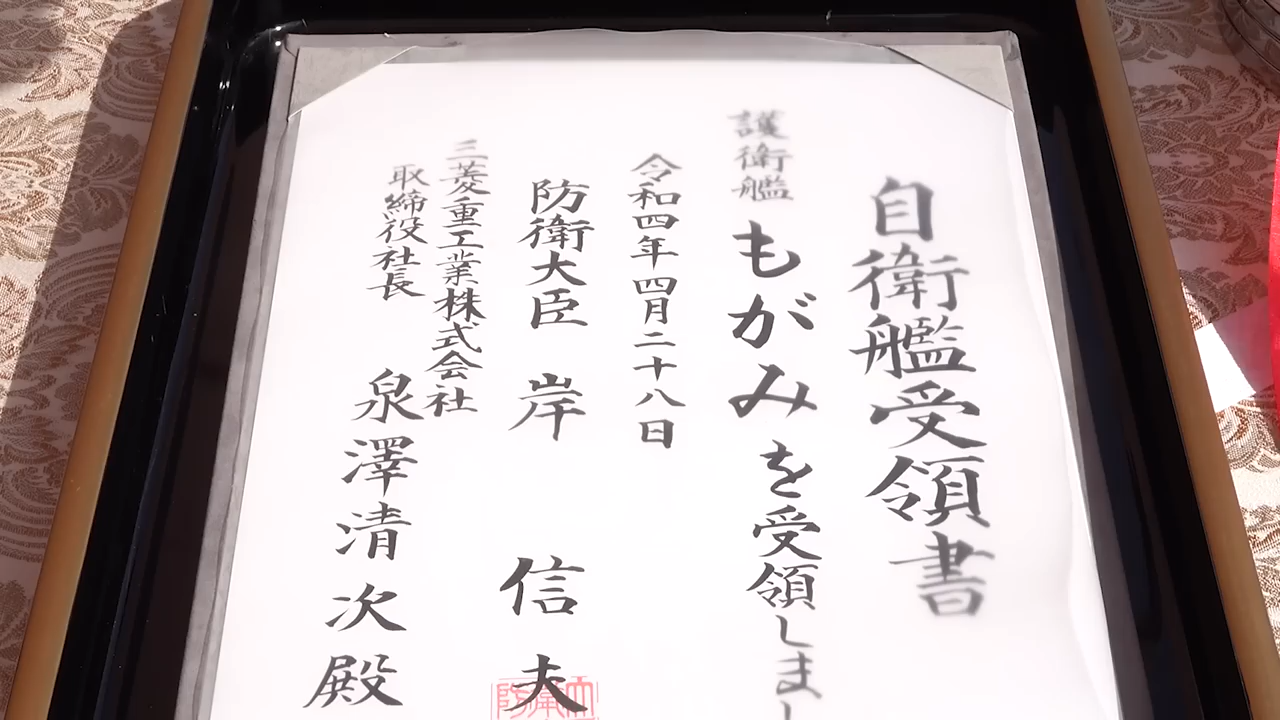 自衛艦受領書
護衛艦もがみを受領しまし
令和四年四月二十八日
防衛大臣 岸 信夫
三菱重工業株式会社
取締役社長
泉澤清次殿